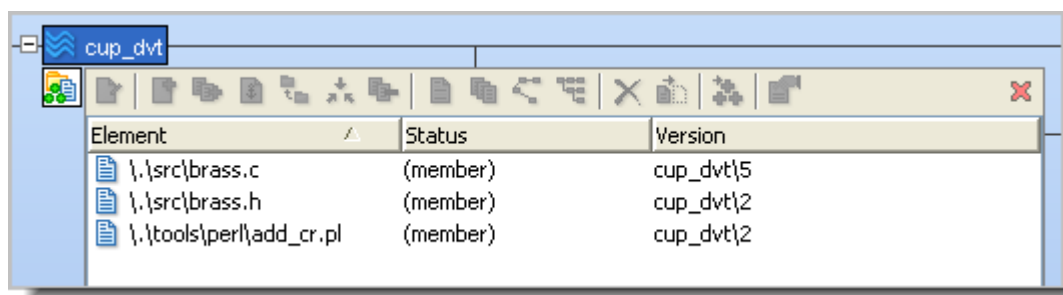 cup_dvt
Element Status Version
\.\src\brass.c (member) cup_dvt\5
\.\src\brass.h (member) cup_dvt\2
\.\tools\perl\add_cr.pl (member) cup_dvt\2